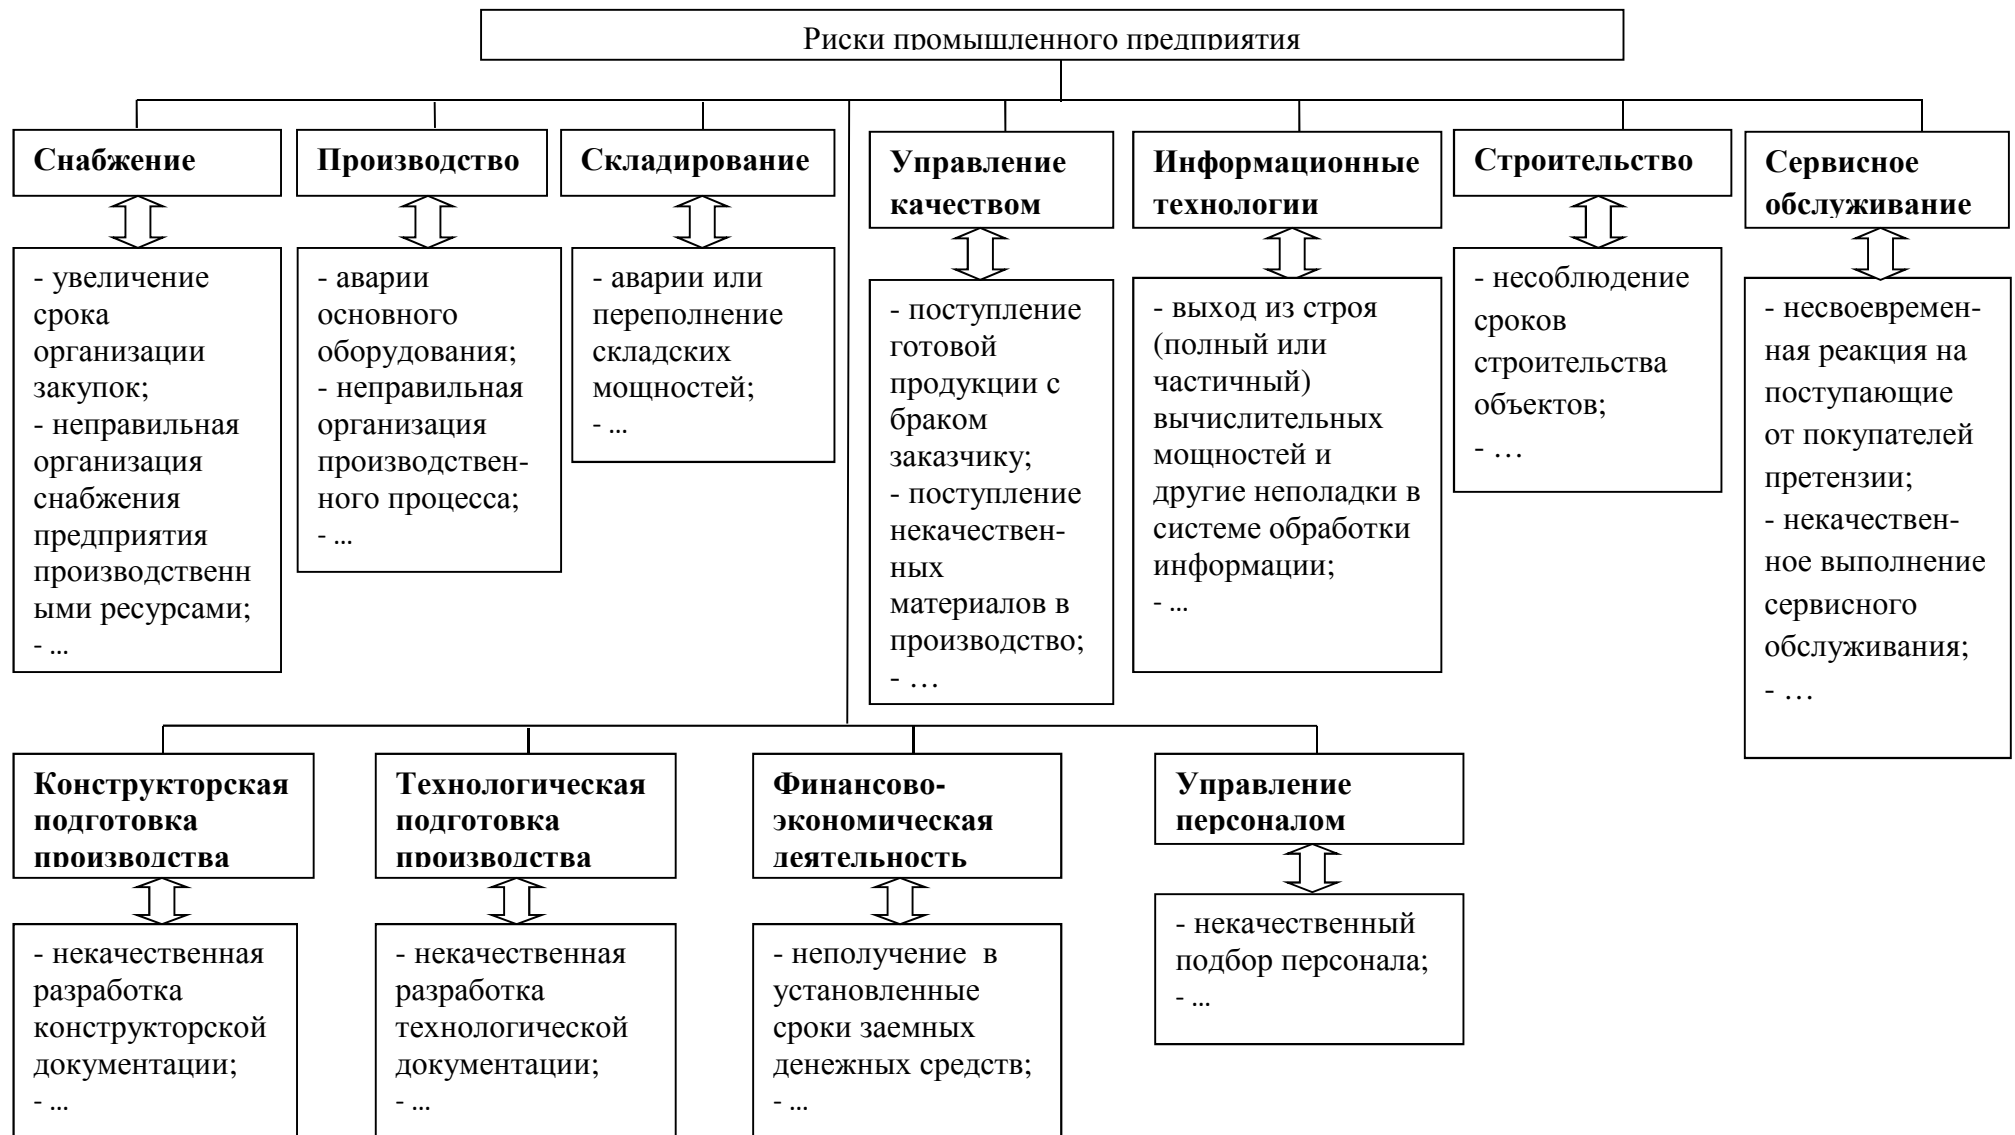 Риски промышленного предприятия
Снабжение
- увеличение
срока
организации
закупок;
- неправильная
организация
снабжения
предприятия
производственн
ыми ресурсами;
- ...
Производство
- аварии
основного
оборудования;
- неправильная
организация
производствен-
ного процесса;
- ...
Складирование
- аварии или
переполнение
складских
мощностей;
- ...
Управление
качеством
- поступление
готовой
продукции с
браком
заказчику;
- поступление
некачествен-
ных
материалов в
производство;
- …
Информационные
технологии
- выход из строя
(полный или
частичный)
вычислительных
мощностей и
другие неполадки в
системе обработки
информации;
- ...
Строительство
- несоблюдение
сроков
строительства
объектов;
- …
Сервисное
обслуживание
- несвоевремен-
ная реакция на
поступающие
от покупателей
претензии;
- некачествен-
ное выполнение
сервисного
обслуживания;
- …
Конструкторская
подготовка
производства
- некачественная
разработка
конструкторской
документации;
- ...
Технологическая
подготовка
производства
- некачественная
разработка
технологической
документации;
- ...
Финансово-
экономическая
деятельность
- неполучение в
установленные
сроки заемных
денежных средств;
- ...
Управление
персоналом
- некачественный
подбор персонала;
- ...